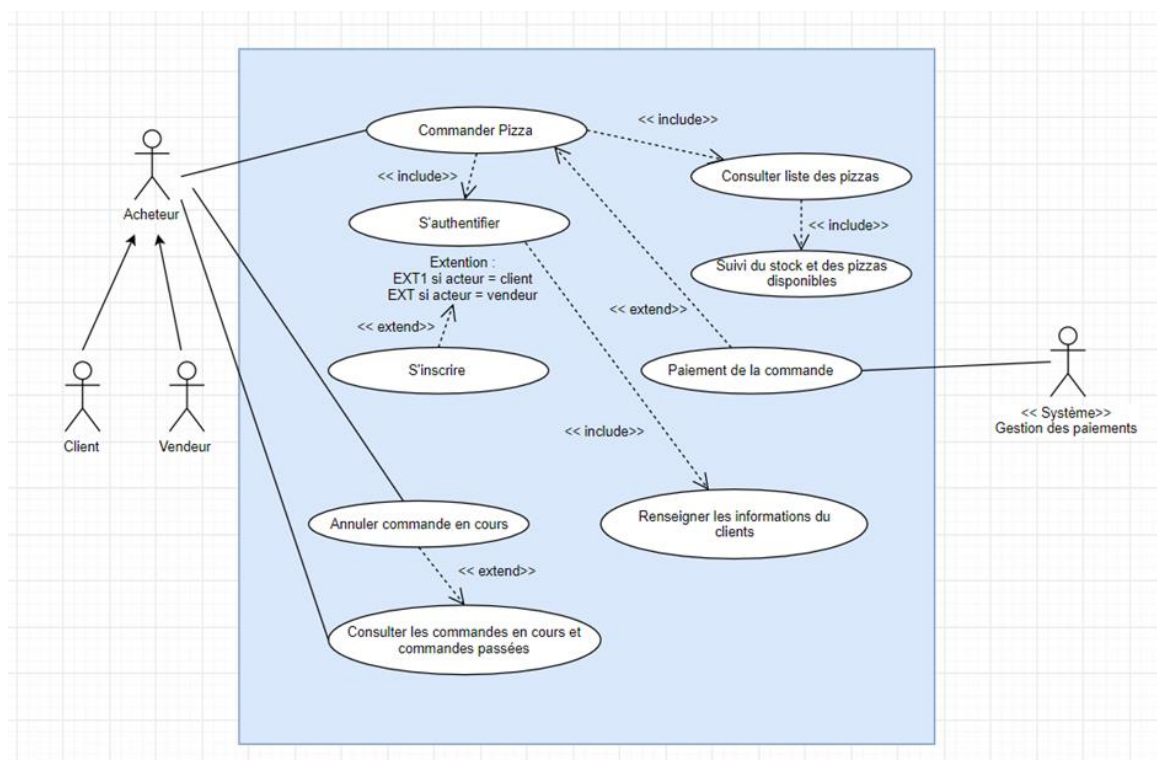 Commander Pizza
<< include>>
Consulter liste des pizzas
<< include>>
Acheteur
S'authentifier
<< include>>
Extention :
EXT1 si acteur = client
EXT si acteur = vendeur
Suivi du stock et des pizzas
disponibles
<< extend>>
<< extend>>
S'inscrire
Paiement de la commande
<< Système>>
Gestion des paiements
Client
Vendeur
<< include>>
Annuler commande en cours
Renseigner les informations du
clients
<< extend>>
Consulter les commandes en cours et
commandes passées